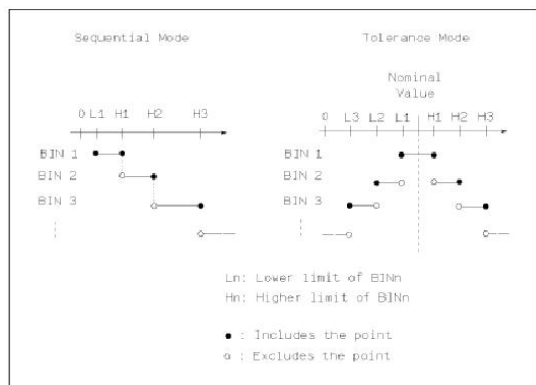 Sequential Mode
Tolerance Mode
Nominal
Value
0 L1 H1 H2 H3
0 L3 L2 L1 H1 H2 H3
BIN 1
BIN 2
BIN 3
BIN 1
BIN 2
BIN 3
Ln: Lower limit of BINn
Hn: Higher limit of BINn
● : Includes the point
○ : Excludes the point